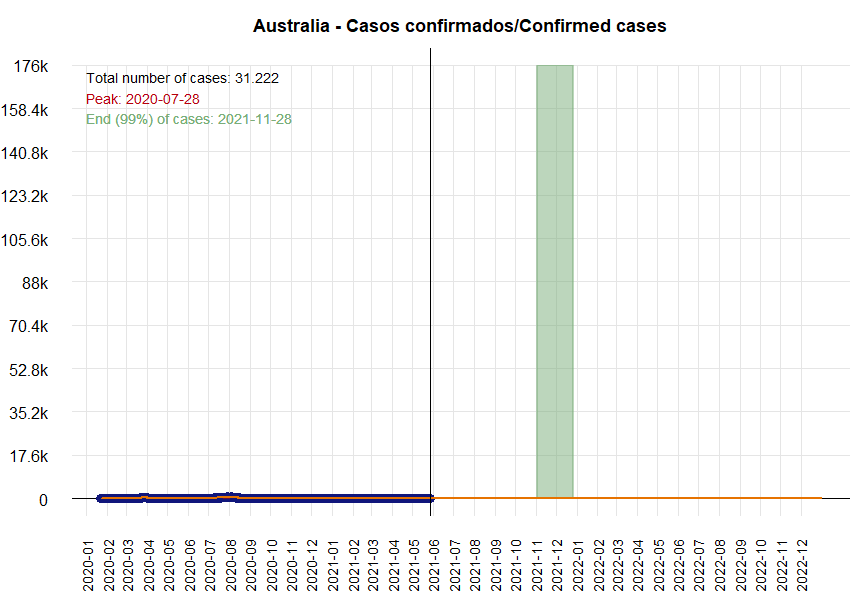 Australia - Casos confirmados/Confirmed cases
Total number of cases: 31.222
Peak: 2020-07-28
End (99%) of cases: 2021-11-28
176k
158.4k
140.8k
123.2k
105.6k
88k
70.4k
52.8k
35.2k
17.6k
0
2020-01
2020-02
2020-03
2020-04
2020-05
2020-06
2020-07
2020-08
2020-09
2020-10
2020-11
2020-12
2021-01
2021-02
2021-03
2021-04
2021-05
2021-06
2021-07
2021-08
2021-09
2021-10
2021-11
2021-12
2022-01
2022-02
2022-03
2022-04
2022-05
2022-06
2022-07
2022-08
2022-09
2022-10
2022-11
2022-12